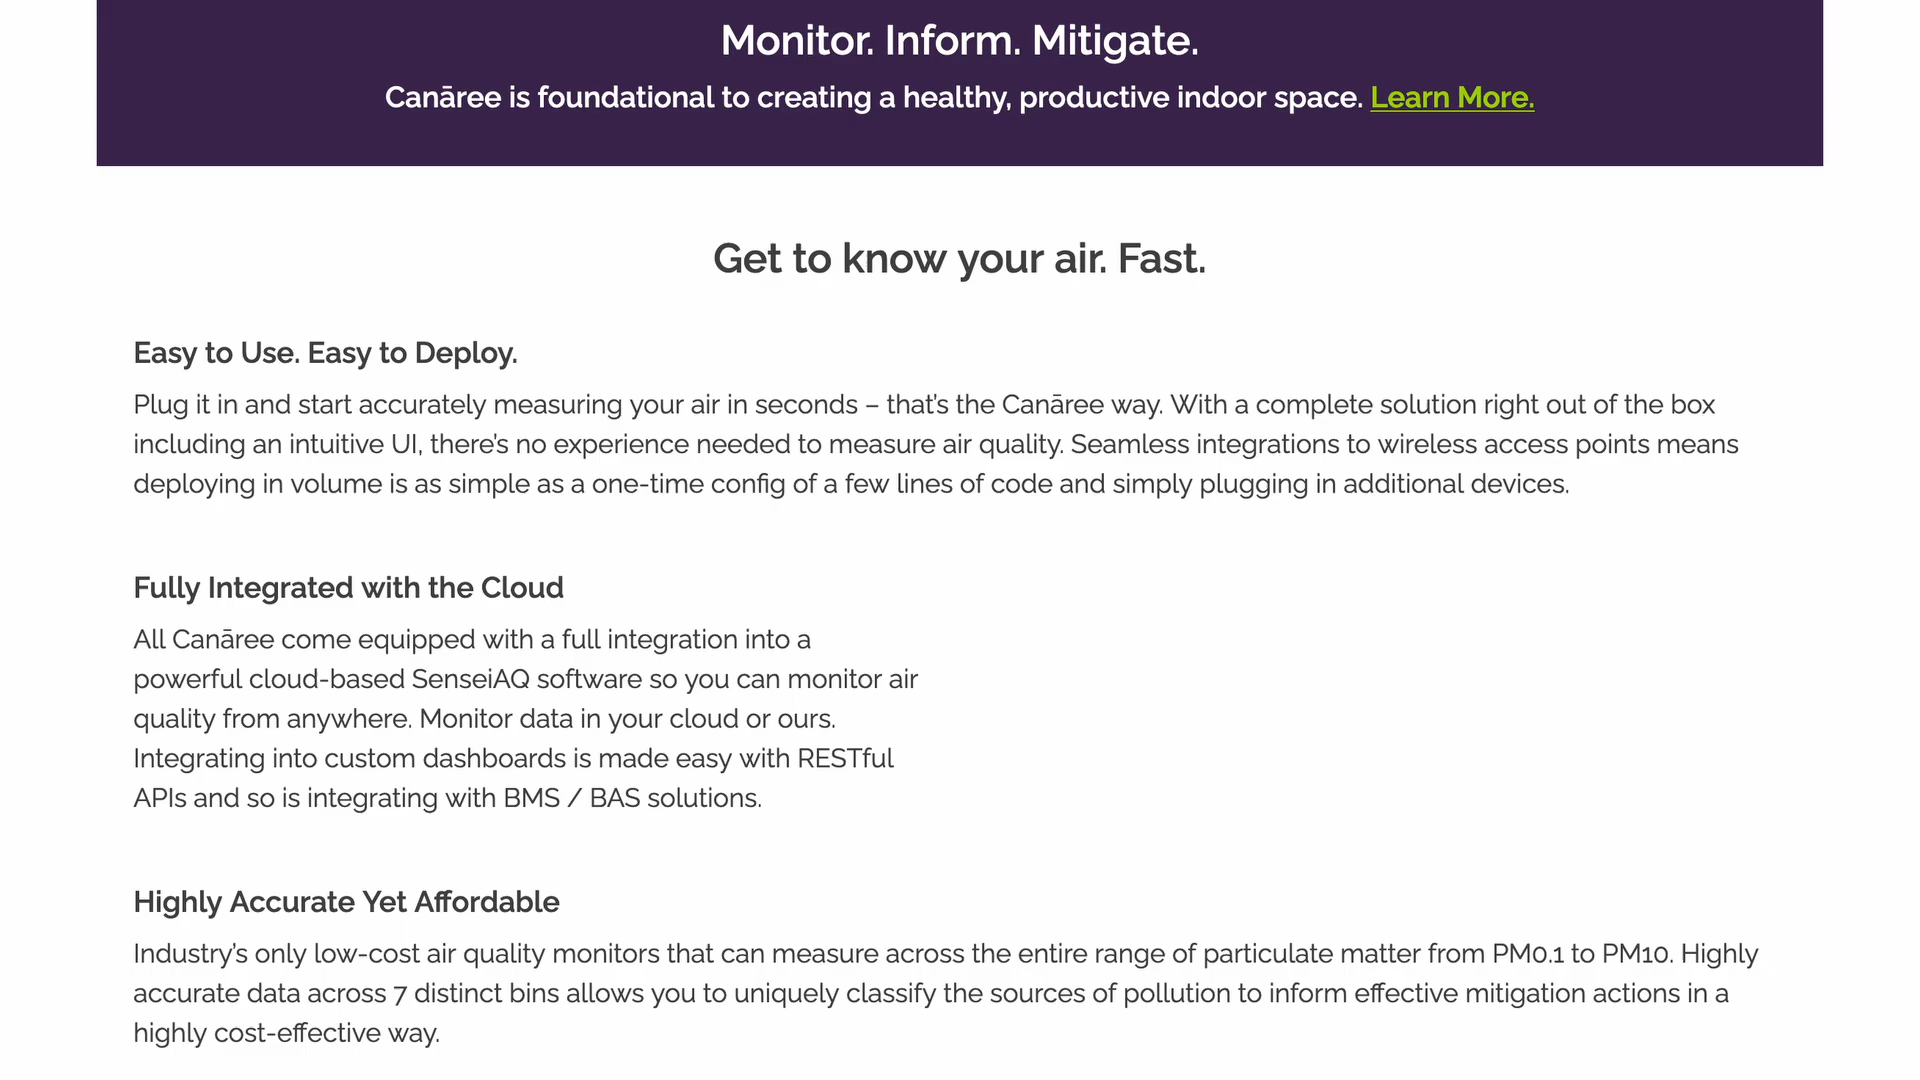 Monitor. Inform. Mitigate.
Canāree is foundational to creating a healthy, productive indoor space. Learn More.
Get to know your air. Fast.
Easy to Use. Easy to Deploy.
Plug it in and start accurately measuring your air in seconds – that’s the Canāree way. With a complete solution right out of the box
including an intuitive UI, there’s no experience needed to measure air quality. Seamless integrations to wireless access points means
deploying in volume is as simple as a one-time config of a few lines of code and simply plugging in additional devices.
Fully Integrated with the Cloud
All Canāree come equipped with a full integration into a
powerful cloud-based SenseiAQ software so you can monitor air
quality from anywhere. Monitor data in your cloud or ours.
Integrating into custom dashboards is made easy with RESTful
APIs and so is integrating with BMS / BAS solutions.
Highly Accurate Yet Affordable
Industry’s only low-cost air quality monitors that can measure across the entire range of particulate matter from PM0.1 to PM10. Highly
accurate data across 7 distinct bins allows you to uniquely classify the sources of pollution to inform effective mitigation actions in a
highly cost-effective way.